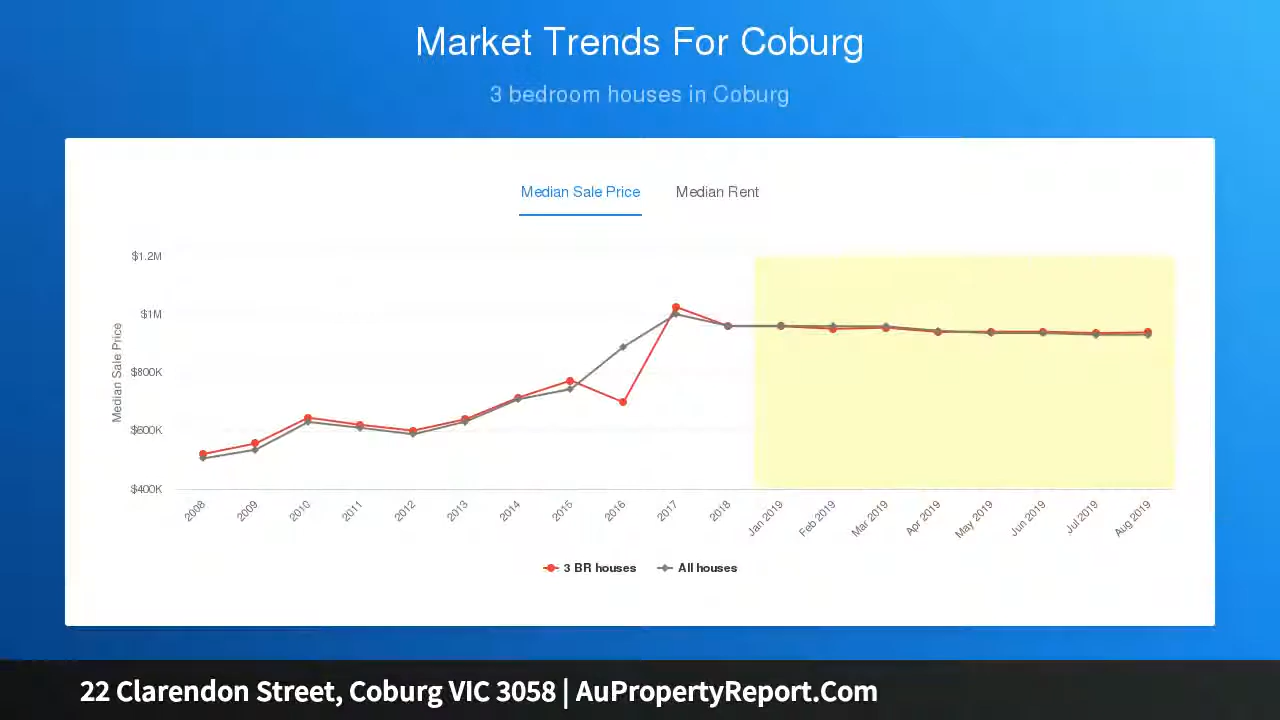 Market Trends For Coburg
3 bedroom houses in Coburg
Median Sale Price Median Rent
$1.2M
$1M
$800K
$600K
$400K
Median Sale Price
2008 2009 2010 2011 2012 2013 2014 2015 2016 2017 2018 Jan 2019 Feb 2019 Mar 2019 Apr 2019 May 2019 Jun 2019 Jul 2019 Aug 2019
3 BR houses All houses
22 Clarendon Street, Coburg VIC 3058 | AuPropertyReport.Com